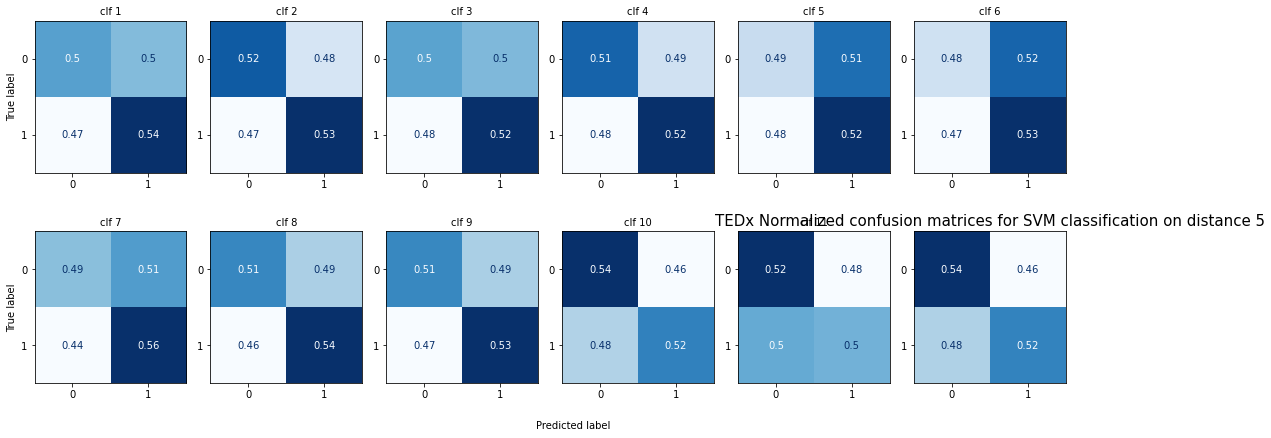 clf 1 clf 2 clf 3 clf 4 clf 5 clf 6
True label
0 0.5 0.5 0 0.52 0.48 0 0.5 0.5 0 0.51 0.49 0 0.49 0.51 0 0.48 0.52
1 0.47 0.54 1 0.47 0.53 1 0.48 0.52 1 0.48 0.52 1 0.48 0.52 1 0.47 0.53
0 1 0 1 0 1 0 1 0 1 0 1
TEDx Normalized confusion matrices for SVM classification on distance 5
clf 7 clf 8 clf 9 clf 10
True label
0 0.49 0.51 0 0.51 0.49 0 0.51 0.49 0 0.54 0.46 0 0.52 0.48 0 0.54 0.46
1 0.44 0.56 1 0.46 0.54 1 0.47 0.53 1 0.48 0.52 1 0.5 0.5 1 0.48 0.52
0 1 0 1 0 1 0 1 0 1 0 1
Predicted label